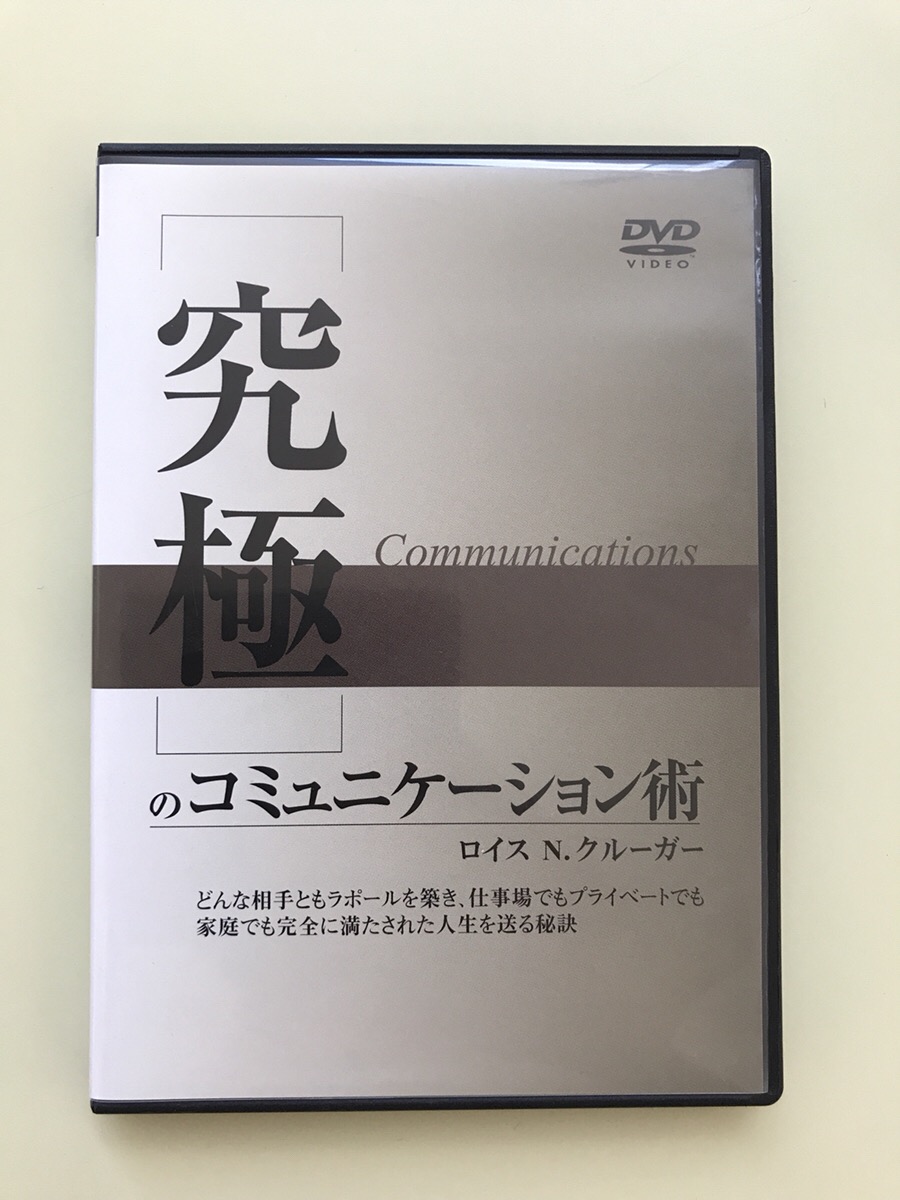 DVD
VIDEO
究極
Communications
のコミュニケーション術
ロイス N.クルーガー
どんな相手ともラポールを築き、仕事場でもプライベートでも
家庭でも完全に満たされた人生を送る秘訣